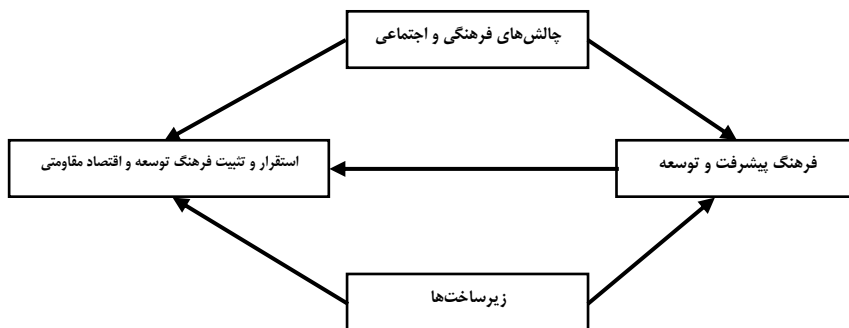 چالش‌های فرهنگی و اجتماعی
فرهنگ پیشرفت و توسعه
استقرار و تثبیت فرهنگ توسعه و اقتصاد مقاومتی
زیرساخت‌ها